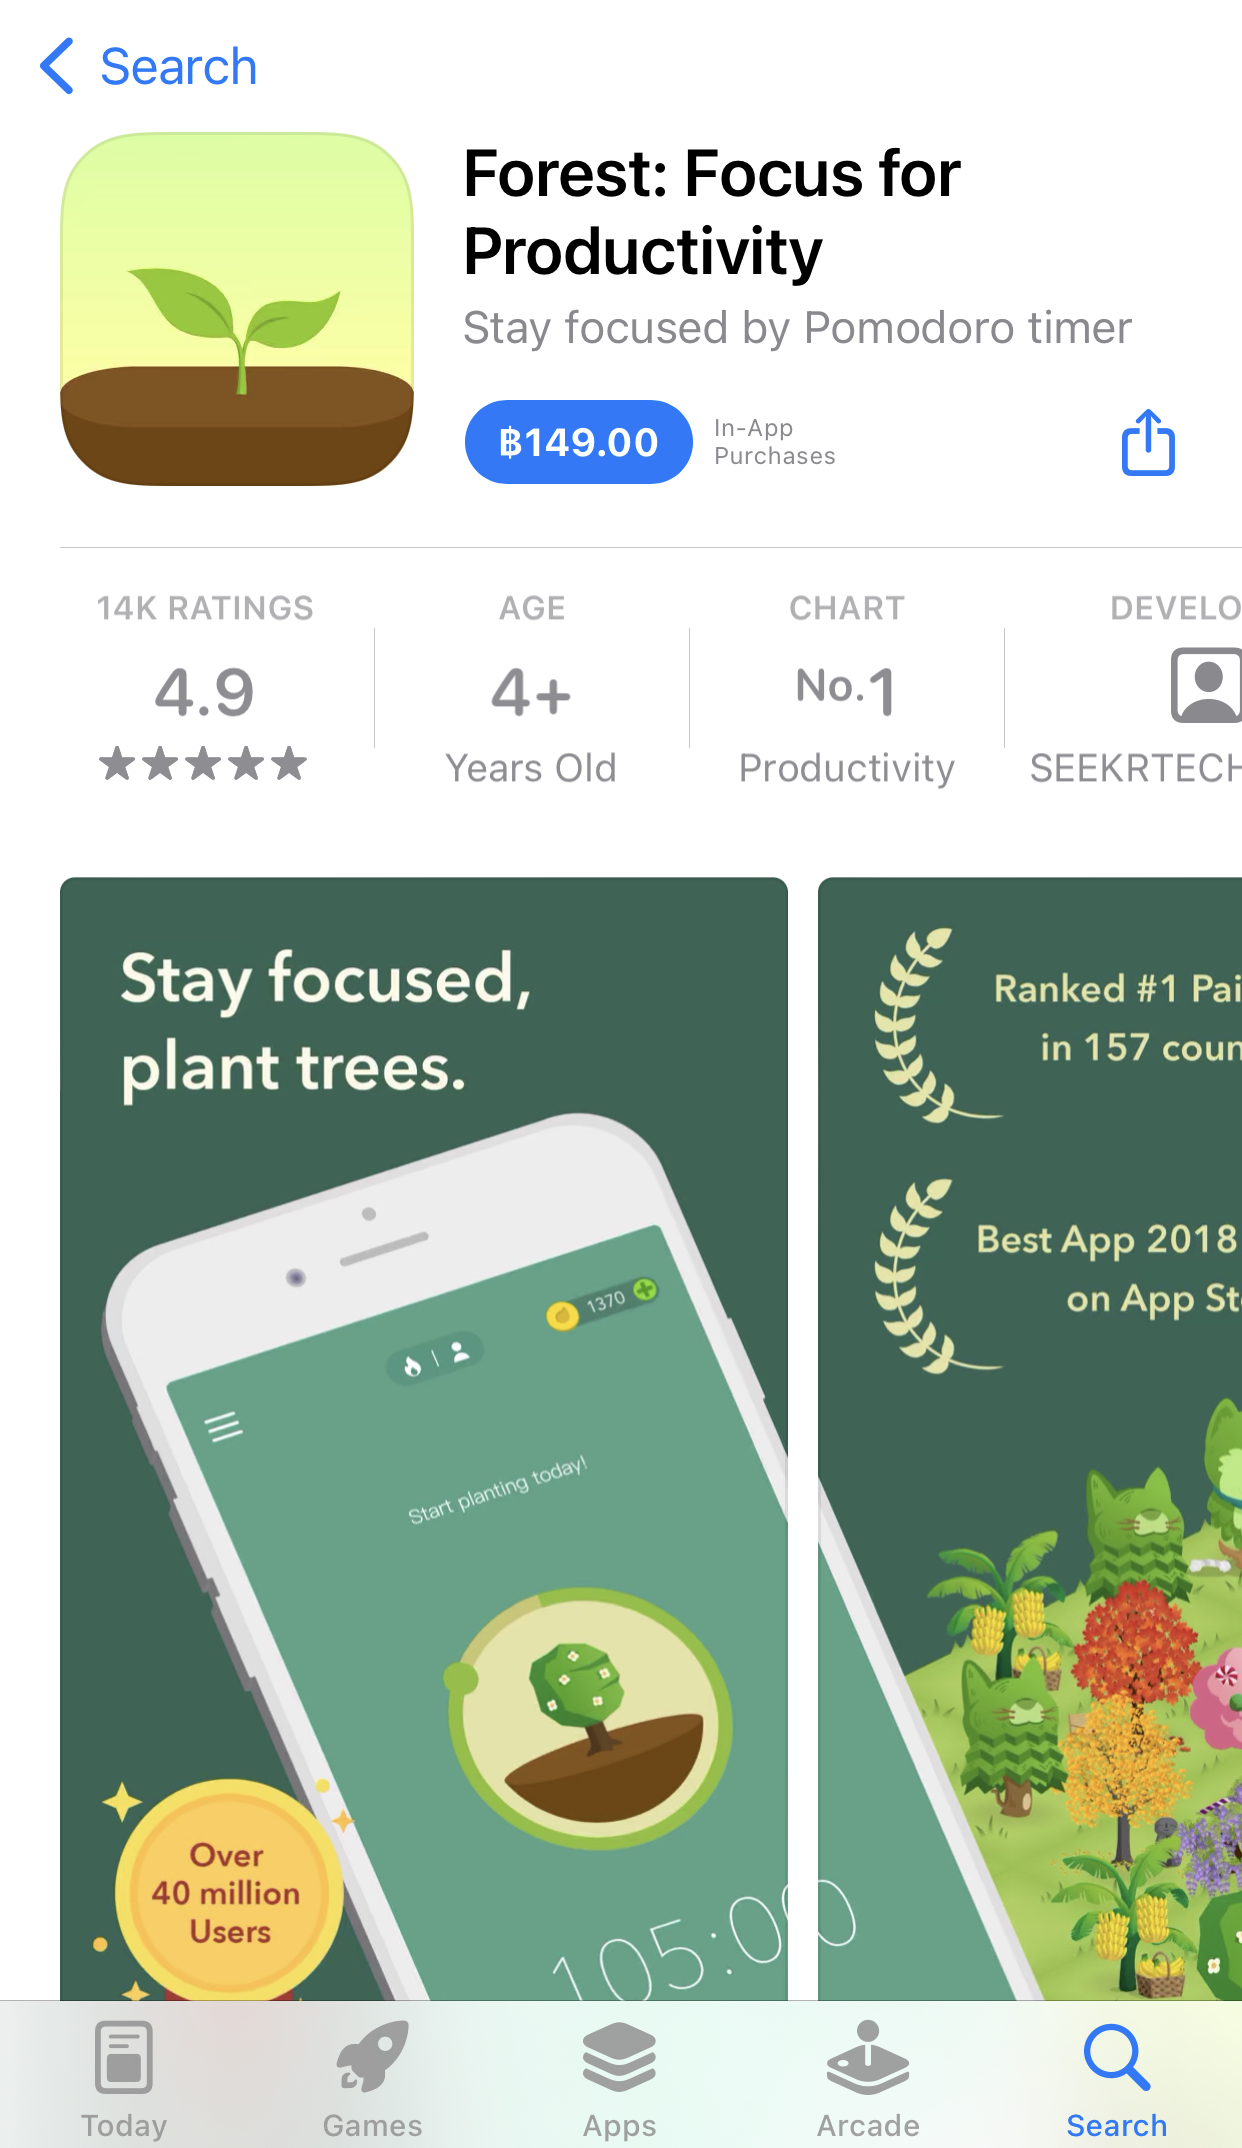 Search
Forest: Focus for
Productivity
Stay focused by Pomodoro timer
฿149.00
In-App
Purchases
14K RATINGS
4.9
AGE
4+
Years Old
CHART
No.1
Productivity
DEVELO
SEEKRTECH
Stay focused,
plant trees.
1370
Start planting today!
105:00
Over
40 million
Users
Ranked #1 Pai
in 157 coun
Best App 2018
on App St
Today
Games
Apps
Arcade
Search